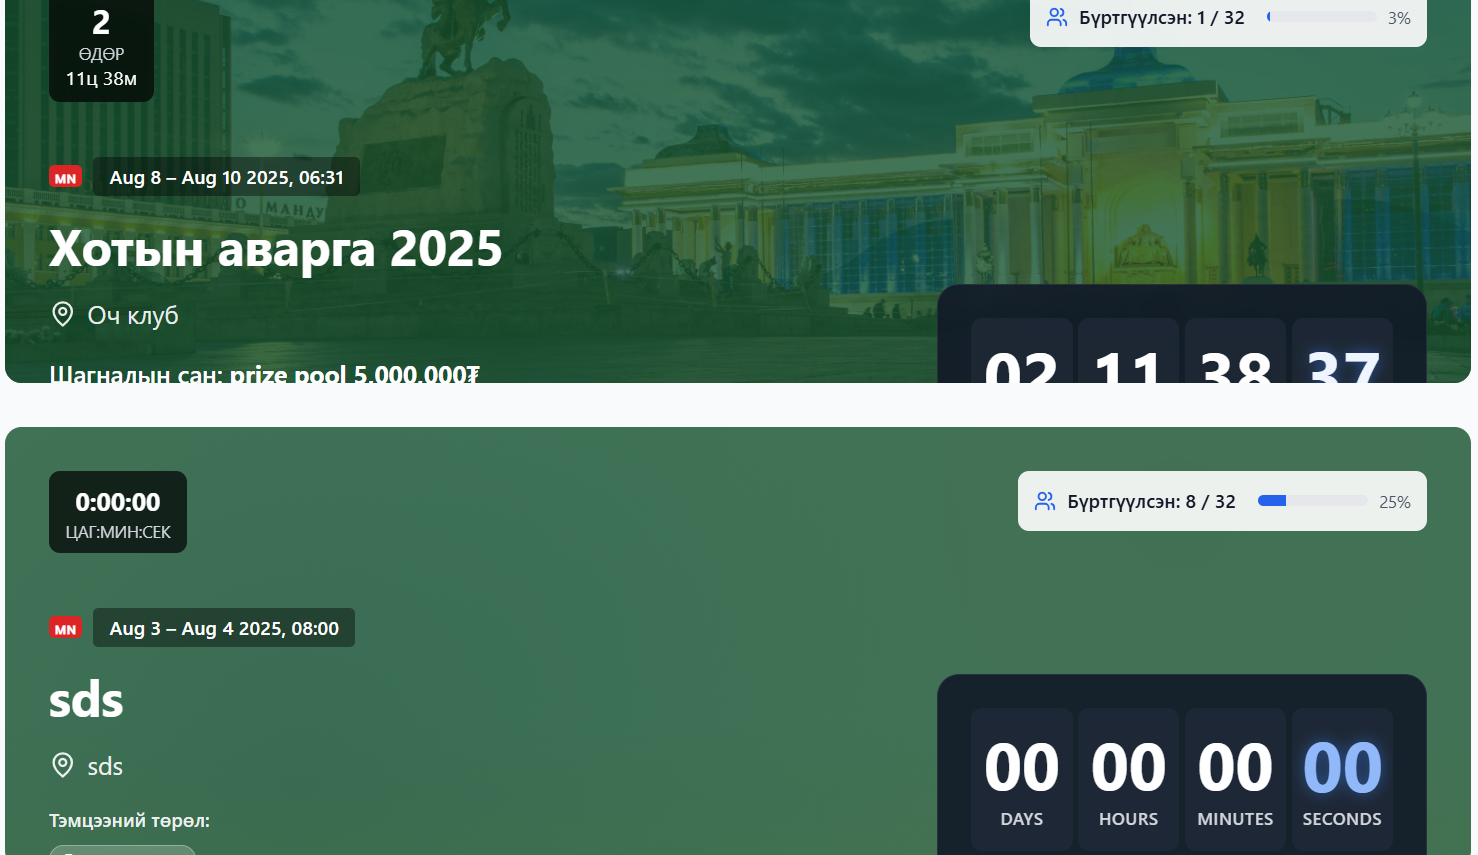 2
ӨДӨР
11ц 38м
Бүртгүүлсэн: 1 / 32
3%
MN
Aug 8 – Aug 10 2025, 06:31
О МАНДУ
Хотын аварга 2025
Оч клуб
Шагналын сан: prize pool 5,000,000₮
02
11
38
37
0:00:00
ЦАГ:МИН:СЕК
Бүртгүүлсэн: 8 / 32
25%
MN
Aug 3 – Aug 4 2025, 08:00
sds
sds
Тэмцээний төрөл:
00
00
00
00
DAYS
HOURS
MINUTES
SECONDS